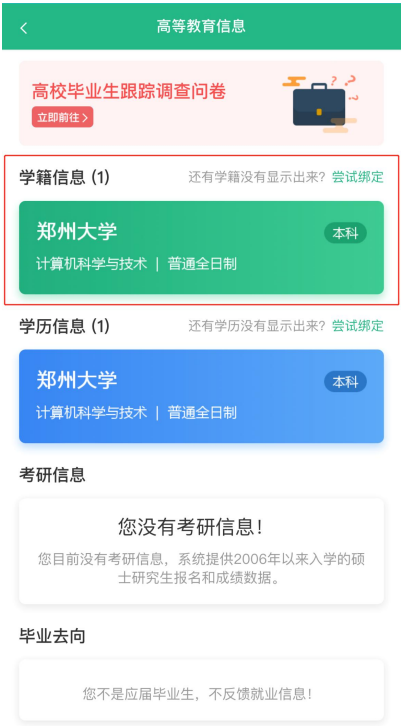 高等教育信息
高校毕业生跟踪调查问卷
立即前往>
学籍信息 (1) 还有学籍没有显示出来? 尝试绑定
郑州大学 本科
计算机科学与技术 | 普通全日制
学历信息 (1) 还有学历没有显示出来? 尝试绑定
郑州大学 本科
计算机科学与技术 | 普通全日制
考研信息
您没有考研信息!
您目前没有考研信息，系统提供2006年以来入学的硕
士研究生报名和成绩数据。
毕业去向
您不是应届毕业生，不反馈就业信息!